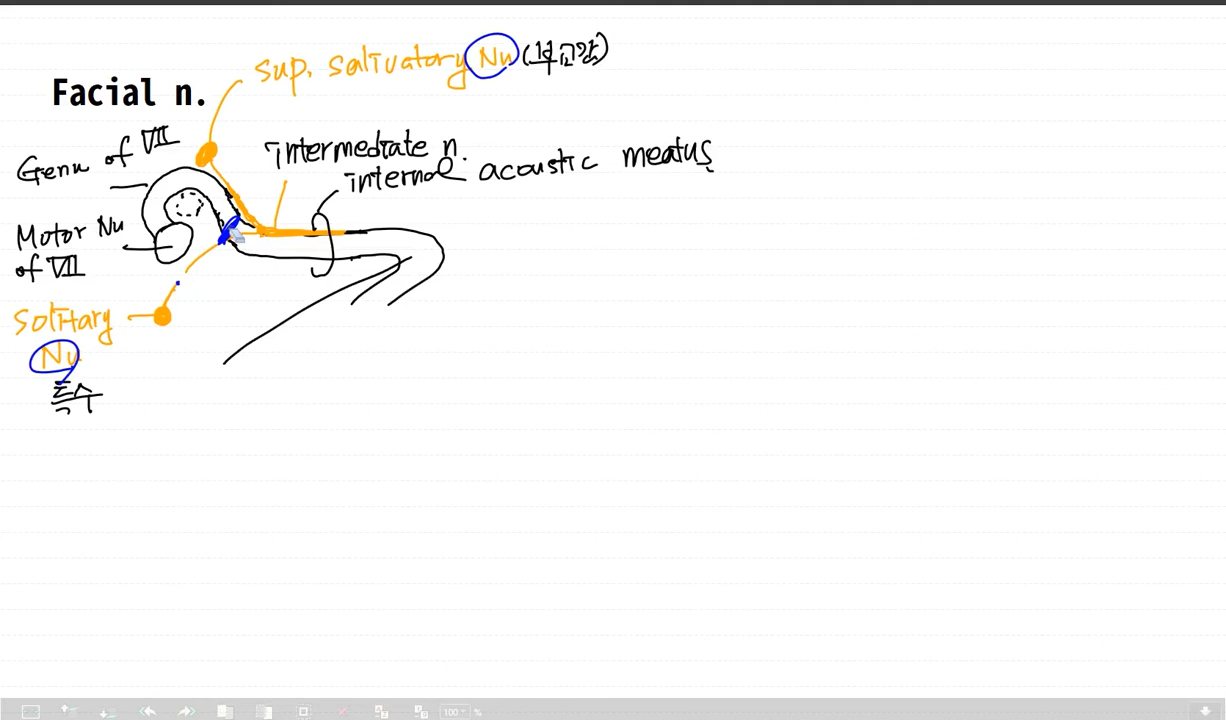 sup. salivatory Nu (부교감)
Facial n.
Genu of VII
intermediate n.
internal acoustic meatus
Motor Nu
of VII
Solitary
Nu
특수
100 %